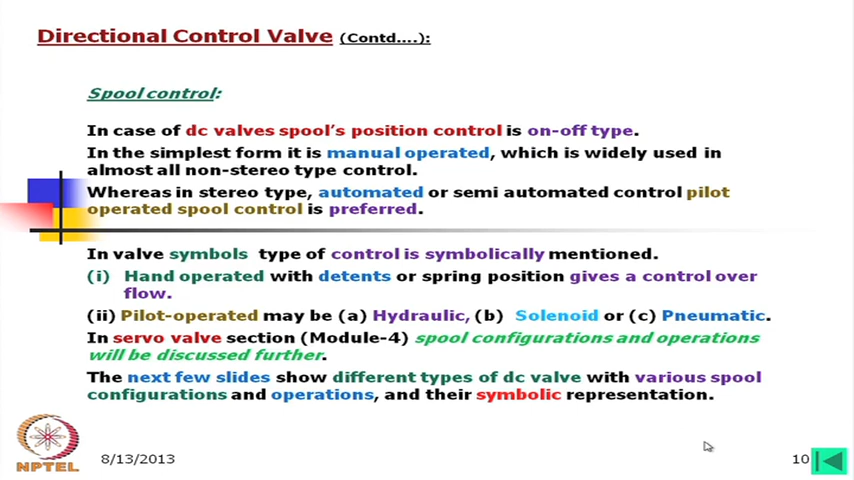 Directional Control Valve (Contd....):
Spool control:
In case of dc valves spool's position control is on-off type.
In the simplest form it is manual operated, which is widely used in
almost all non-stereo type control.
Whereas in stereo type, automated or semi automated control pilot
operated spool control is preferred.
In valve symbols type of control is symbolically mentioned.
(i) Hand operated with detents or spring position gives a control over
flow.
(ii) Pilot-operated may be (a) Hydraulic, (b) Solenoid or (c) Pneumatic.
In servo valve section (Module-4) spool configurations and operations
will be discussed further.
The next few slides show different types of dc valve with various spool
configurations and operations, and their symbolic representation.
NPTEL
8/13/2013
10